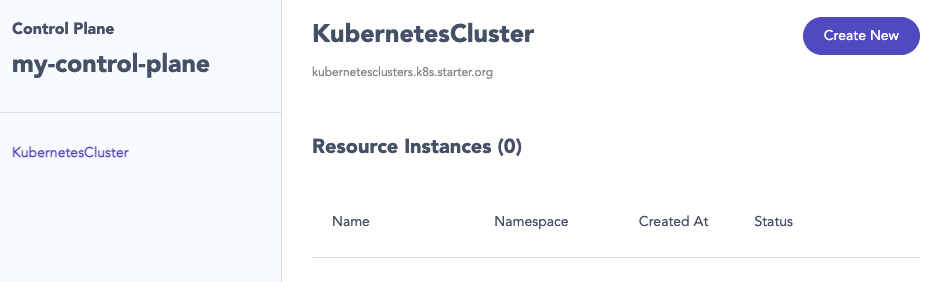 Control Plane
my-control-plane
KubernetesCluster
KubernetesCluster
Create New
kubernetesclusters.k8s.starter.org
Resource Instances (0)
Name Namespace Created At Status